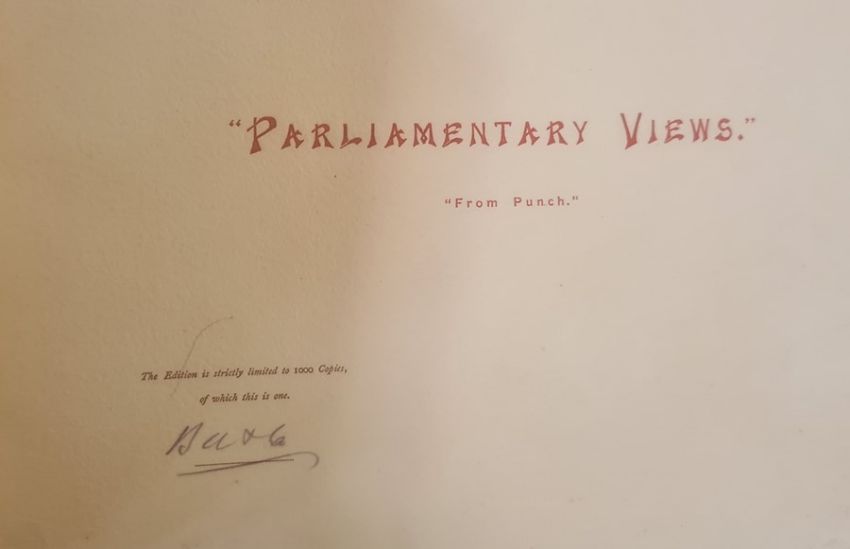 “PARLIAMENTARY VIEWS.”
“From Punch.”
The Edition is strictly limited to 1000 Copies,
of which this is one.